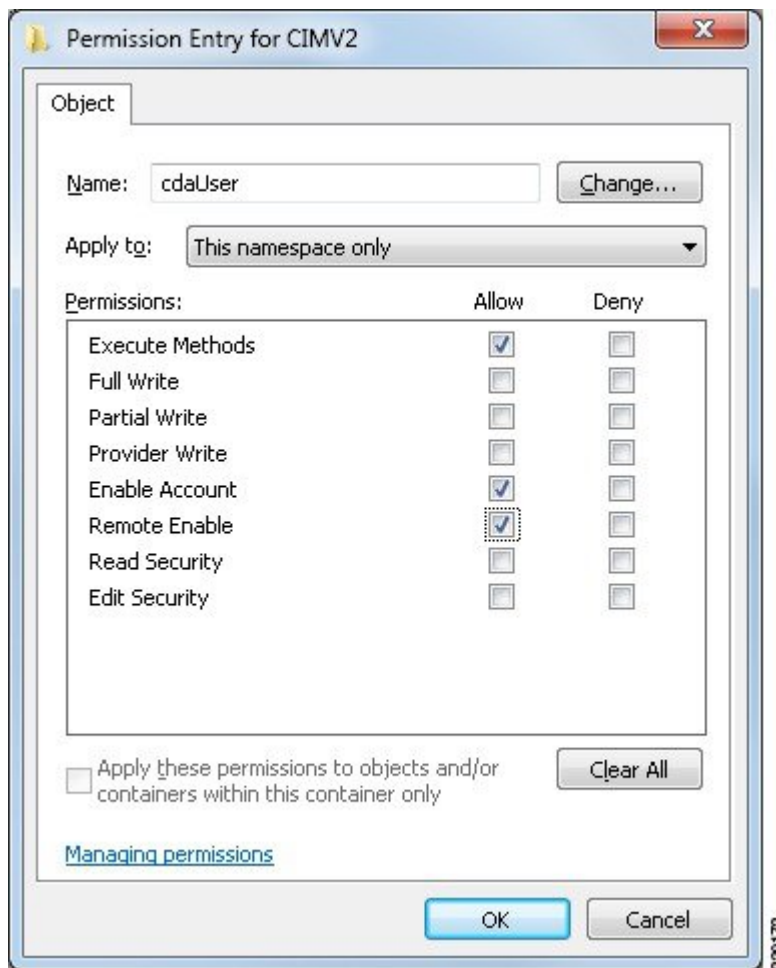 Permission Entry for CIMV2
Object
Name: cdaUser Change...
Apply to: This namespace only
Permissions: Allow Deny
Execute Methods
Full Write
Partial Write
Provider Write
Enable Account
Remote Enable
Read Security
Edit Security
Apply these permissions to objects and/or
containers within this container only
Clear All
Managing permissions
OK Cancel